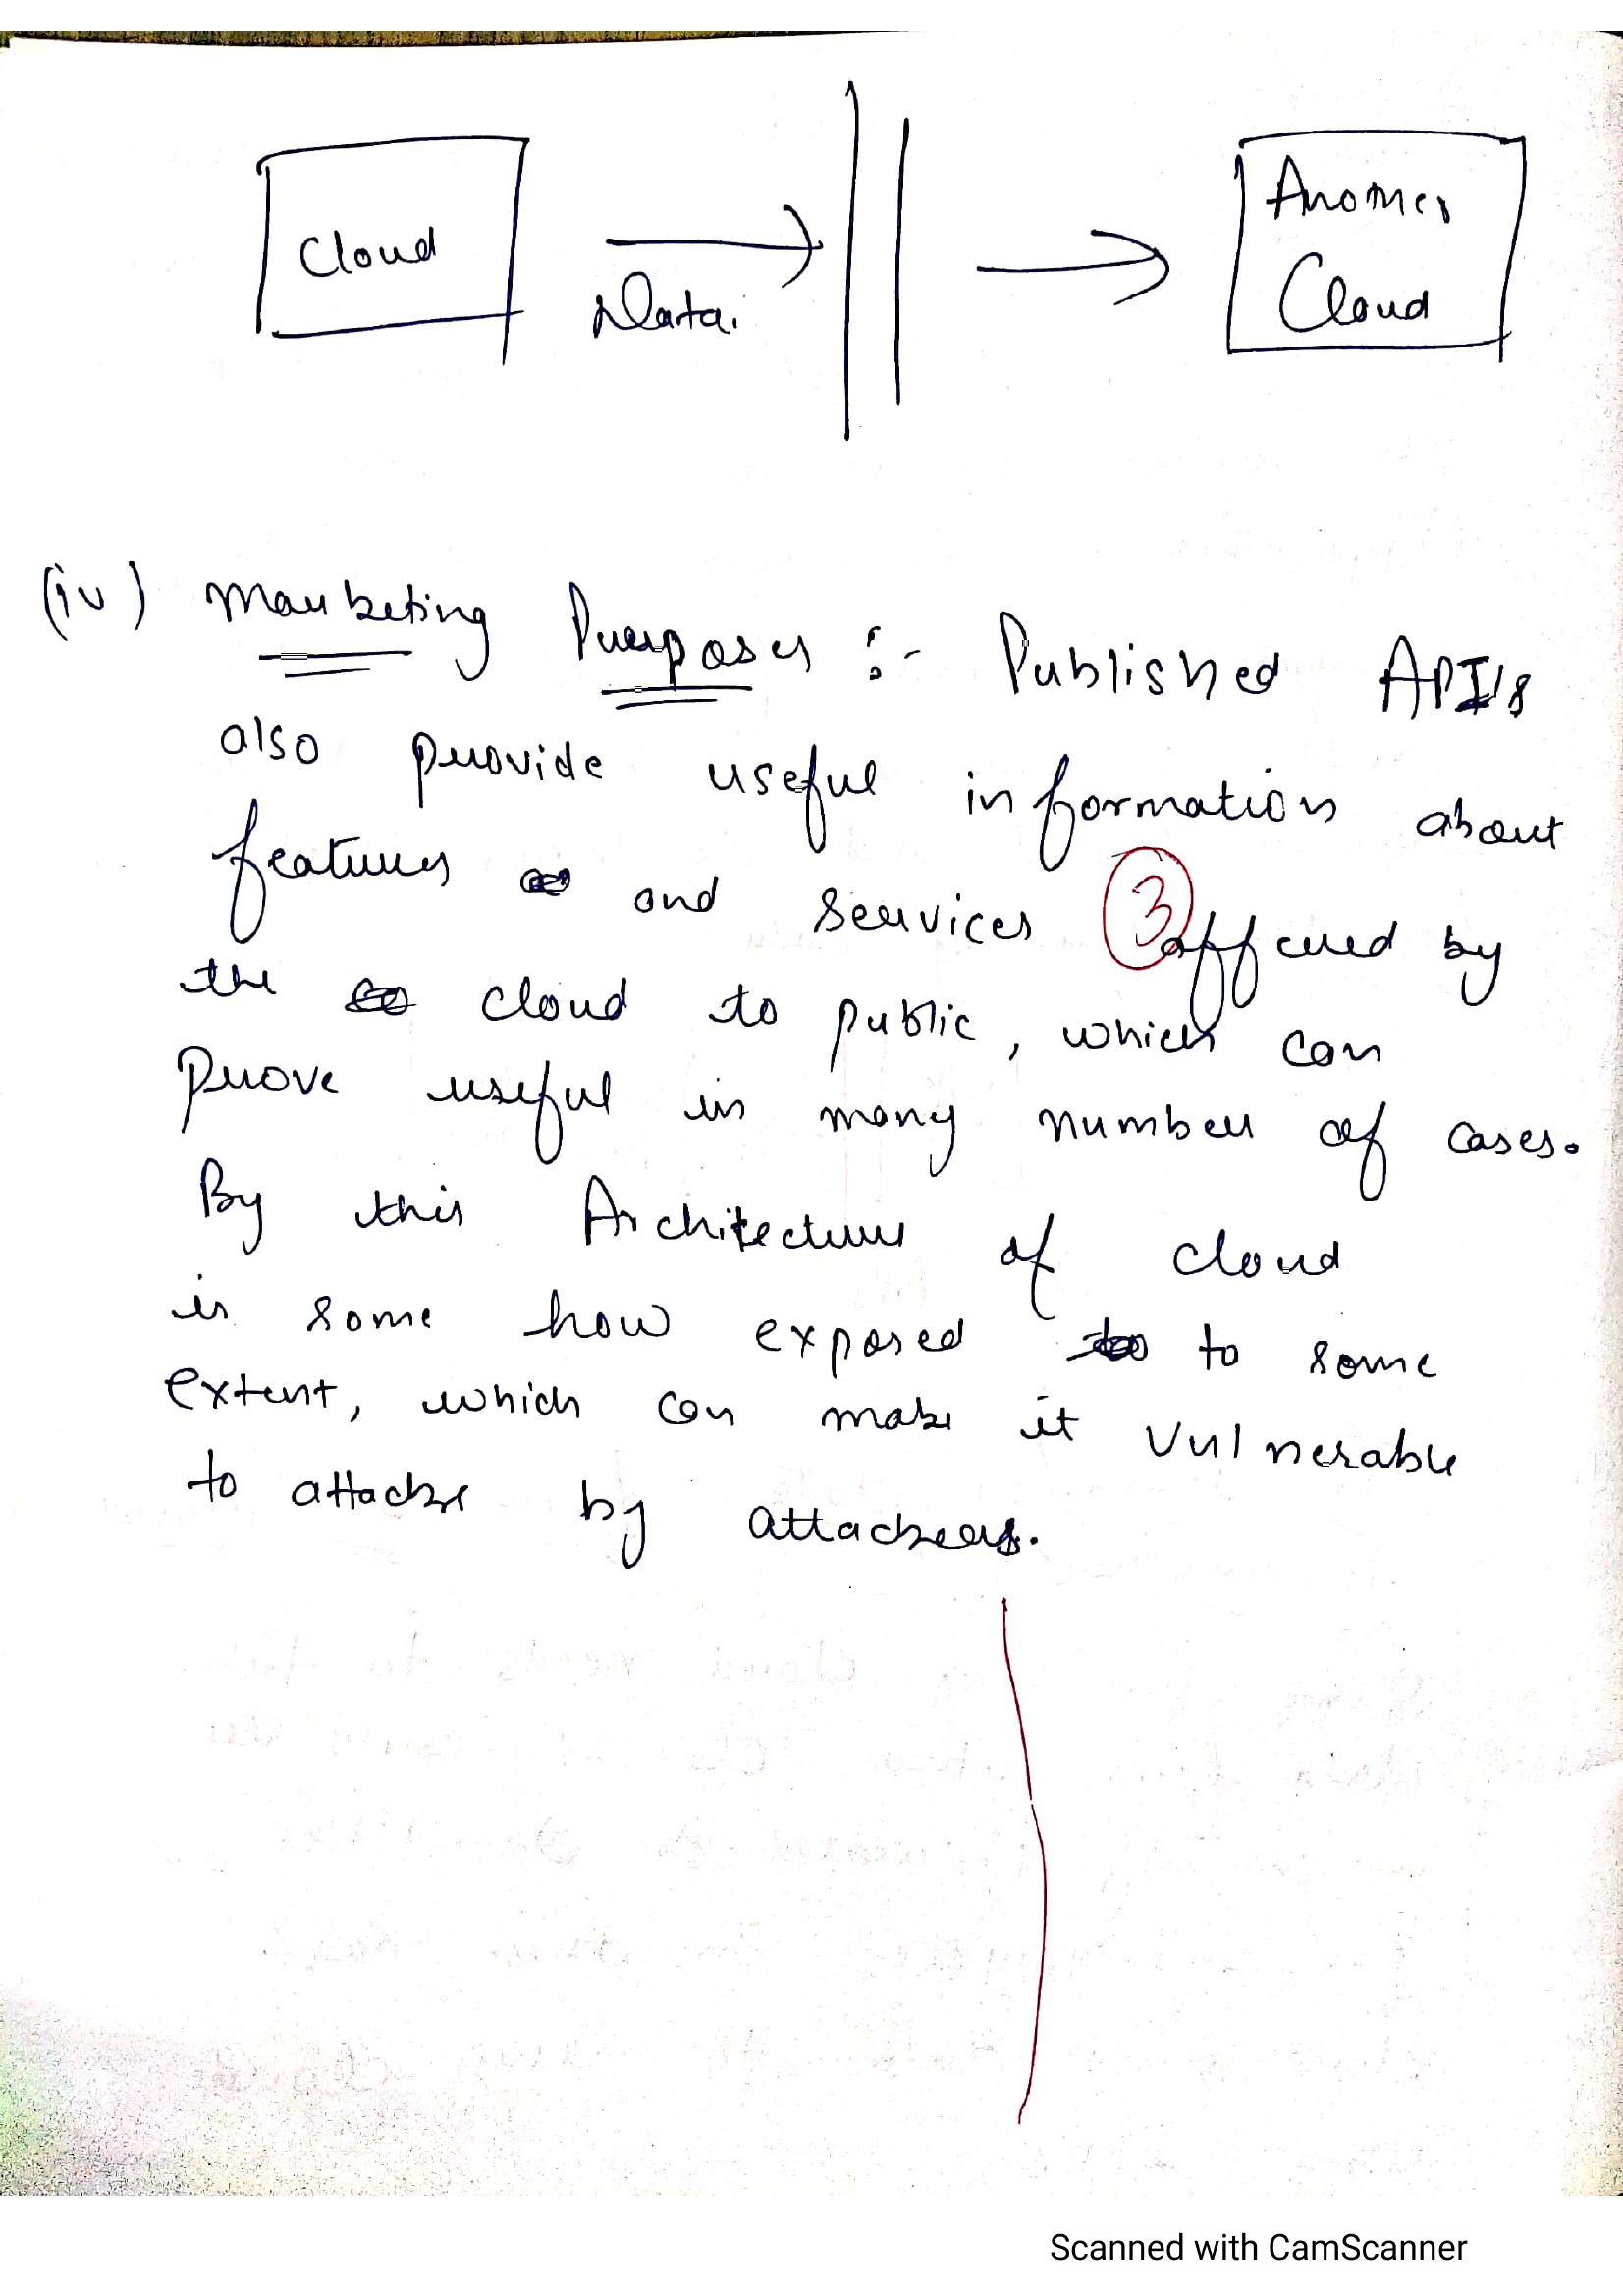 Cloud
Data.
Another
Cloud
(iv) Marketing Purposes :- Published API's
also provide useful information about
features and services offered by
3
the cloud to public, which can
prove useful in many number of cases.
By this Architecture of cloud
is some how exposed to some
extent, which can make it vulnerable
to attacks by attackers.
Scanned with CamScanner